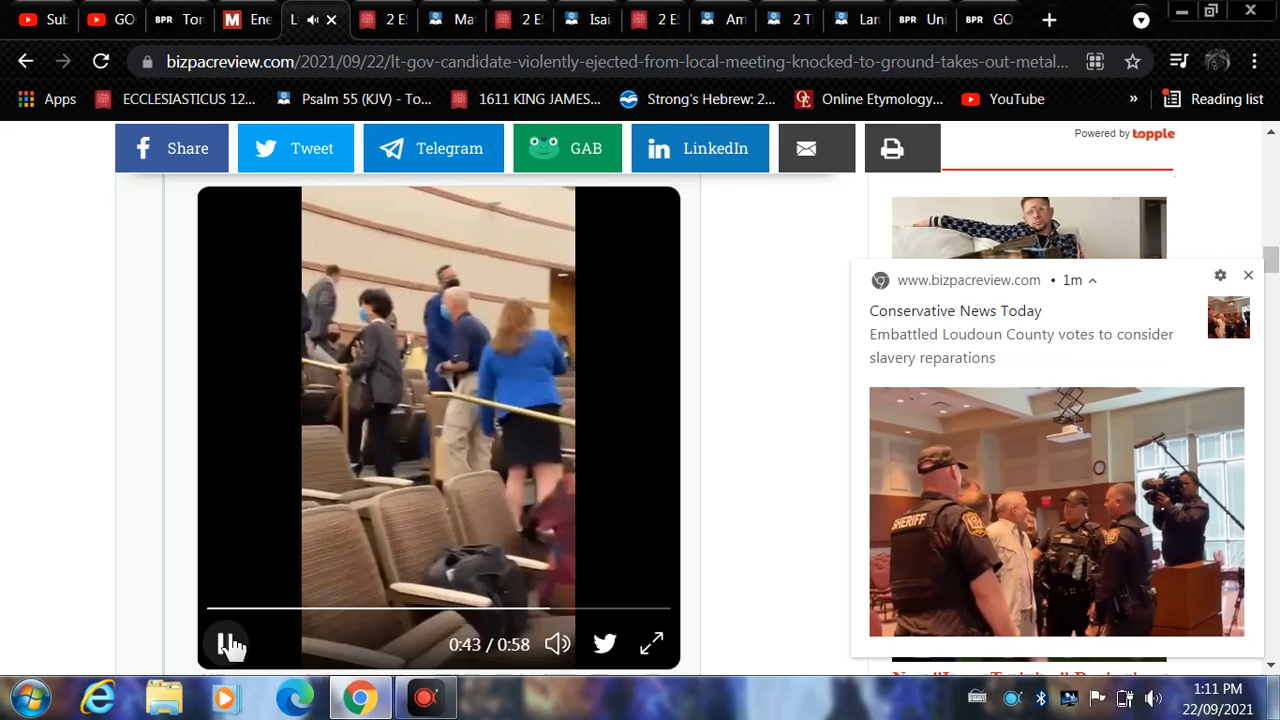 Sub
GO
BPR Tor
M Ene
L
2 E
Ma
2 E
Isai
2 E
Am
2 T
Lan
BPR Uni
BPR GO
bizpacreview.com/2021/09/22/lt-gov-candidate-violently-ejected-from-local-meeting-knocked-to-ground-takes-out-metal...
Apps
ECCLESIASTICUS 12...
Psalm 55 (KJV) - To...
1611 KING JAMES...
Strong's Hebrew: 2...
Online Etymology...
YouTube
»
Reading list
Share
Tweet
Telegram
GAB
LinkedIn
Powered by topple
www.bizpacreview.com • 1m
Conservative News Today
Embattled Loudoun County votes to consider
slavery reparations
SHERIFF
0:43 / 0:58
1:11 PM
22/09/2021